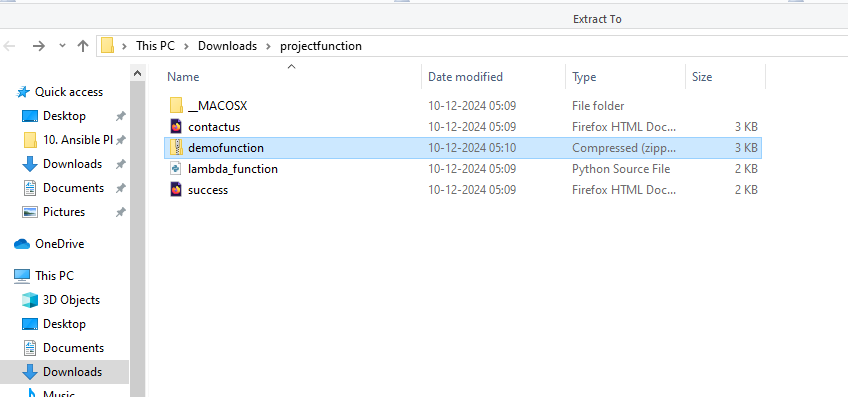 Extract To
This PC > Downloads > projectfunction
Name Date modified Type Size
Quick access
Desktop
10. Ansible Pl
Downloads
Documents
Pictures
OneDrive
This PC
3D Objects
Desktop
Documents
Downloads
Music
__MACOSX 10-12-2024 05:09 File folder
contactus 10-12-2024 05:09 Firefox HTML Doc... 3 KB
demofunction 10-12-2024 05:10 Compressed (zipp... 3 KB
lambda_function 10-12-2024 05:09 Python Source File 2 KB
success 10-12-2024 05:09 Firefox HTML Doc... 2 KB